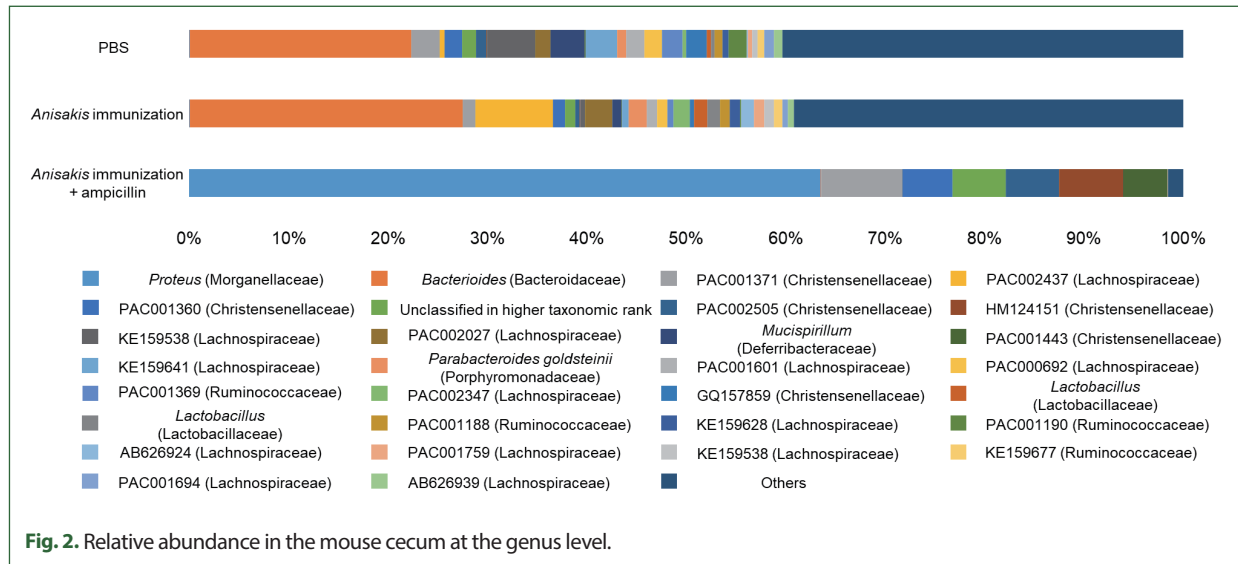 PBS
Anisakis immunization
Anisakis immunization
+ ampicillin
0% 10% 20% 30% 40% 50% 60% 70% 80% 90% 100%
Proteus (Morganellaceae) Bacterioides (Bacteroidaceae) PAC001371 (Christensenellaceae) PAC002437 (Lachnospiraceae)
PAC001360 (Christensenellaceae) Unclassified in higher taxonomic rank PAC002505 (Christensenellaceae) HM124151 (Christensenellaceae)
KE159538 (Lachnospiraceae) PAC002027 (Lachnospiraceae) Mucispirillum
(Deferribacteraceae) PAC001443 (Christensenellaceae)
KE159641 (Lachnospiraceae) Parabacteroides goldsteinii
(Porphyromonadaceae) PAC001601 (Lachnospiraceae) PAC000692 (Lachnospiraceae)
PAC001369 (Ruminococcaceae) PAC002347 (Lachnospiraceae) GQ157859 (Christensenellaceae) Lactobacillus
(Lactobacillaceae)
Lactobacillus
(Lactobacillaceae) PAC001188 (Ruminococcaceae) KE159628 (Lachnospiraceae) PAC001190 (Ruminococcaceae)
AB626924 (Lachnospiraceae) PAC001759 (Lachnospiraceae) KE159538 (Lachnospiraceae) KE159677 (Ruminococcaceae)
PAC001694 (Lachnospiraceae) AB626939 (Lachnospiraceae) Others
Fig. 2. Relative abundance in the mouse cecum at the genus level.